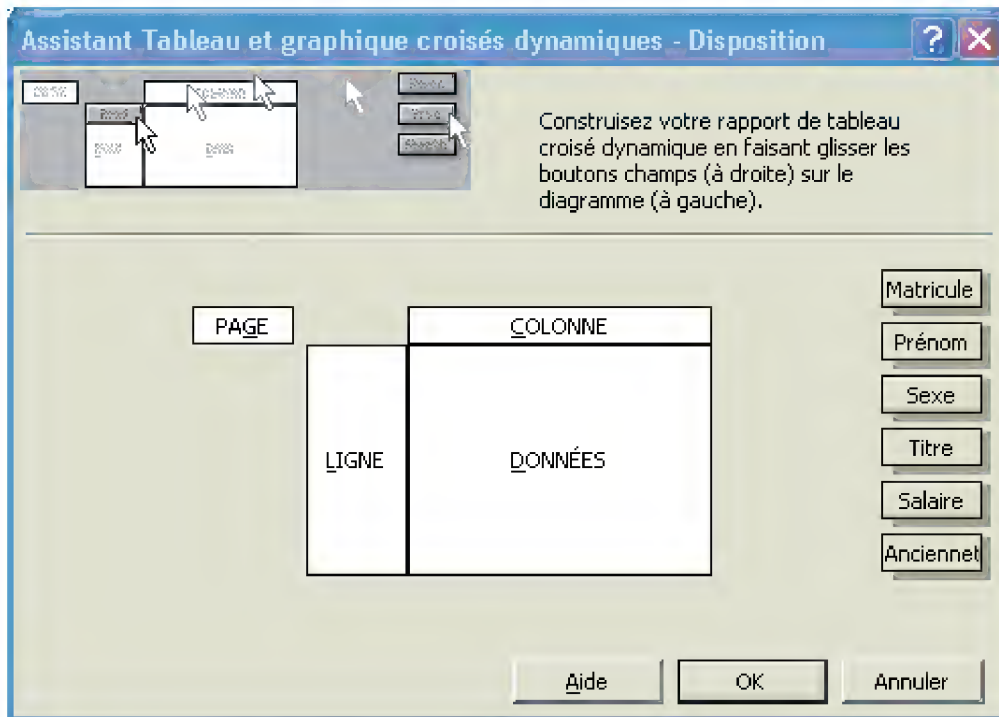 Assistant Tableau et graphique croisés dynamiques - Disposition
Construisez votre rapport de tableau
croisé dynamique en faisant glisser les
boutons champs (à droite) sur le
diagramme (à gauche).
Matricule
PAGE
COLONNE
Prénom
Sexe
LIGNE
DONNÉES
Titre
Salaire
Anciennet
Aide
OK
Annuler